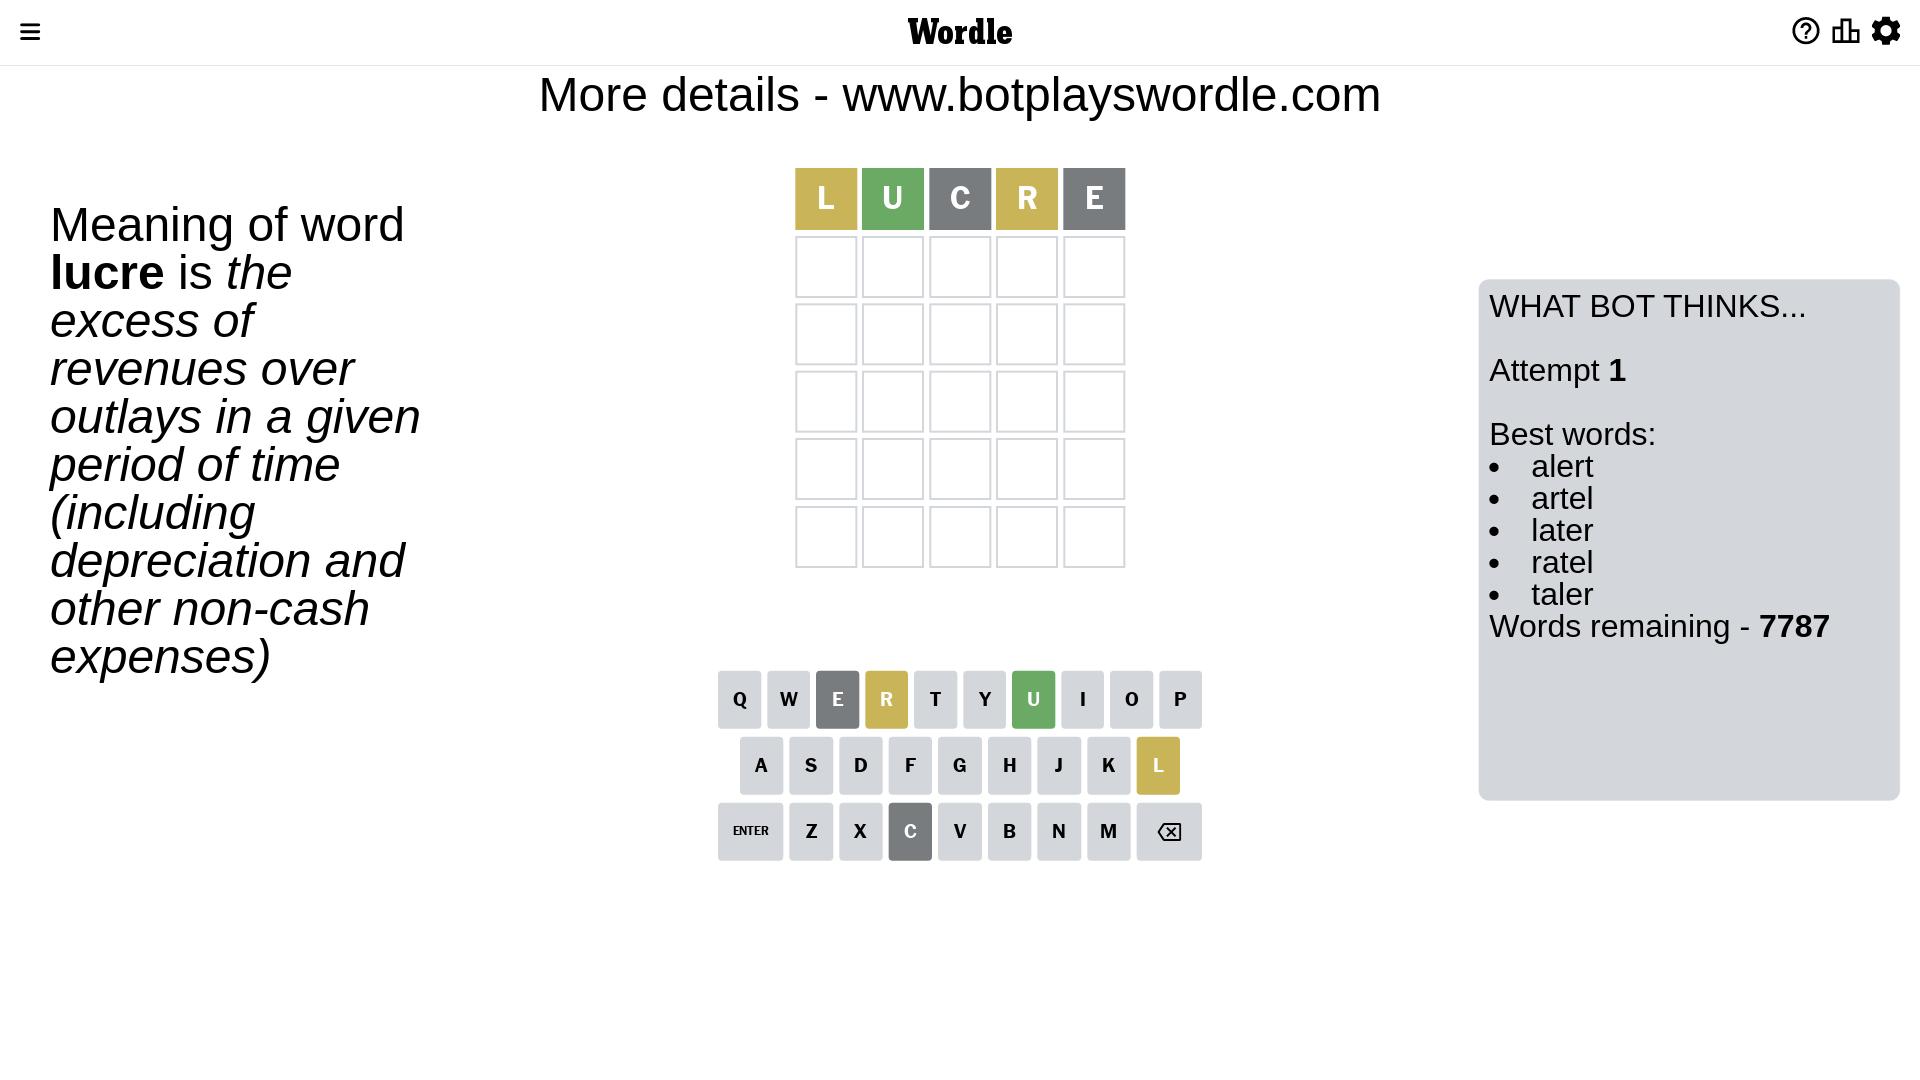 Wordle
More details - www.botplayswordle.com
Meaning of word
lucre is the
excess of
revenues over
outlays in a given
period of time
(including
depreciation and
other non-cash
expenses)
L U C R E
WHAT BOT THINKS...
Attempt 1
Best words:
• alert
• artel
• later
• ratel
• taler
Words remaining - 7787
Q W E R T Y U I O P
A S D F G H J K L
ENTER Z X C V B N M